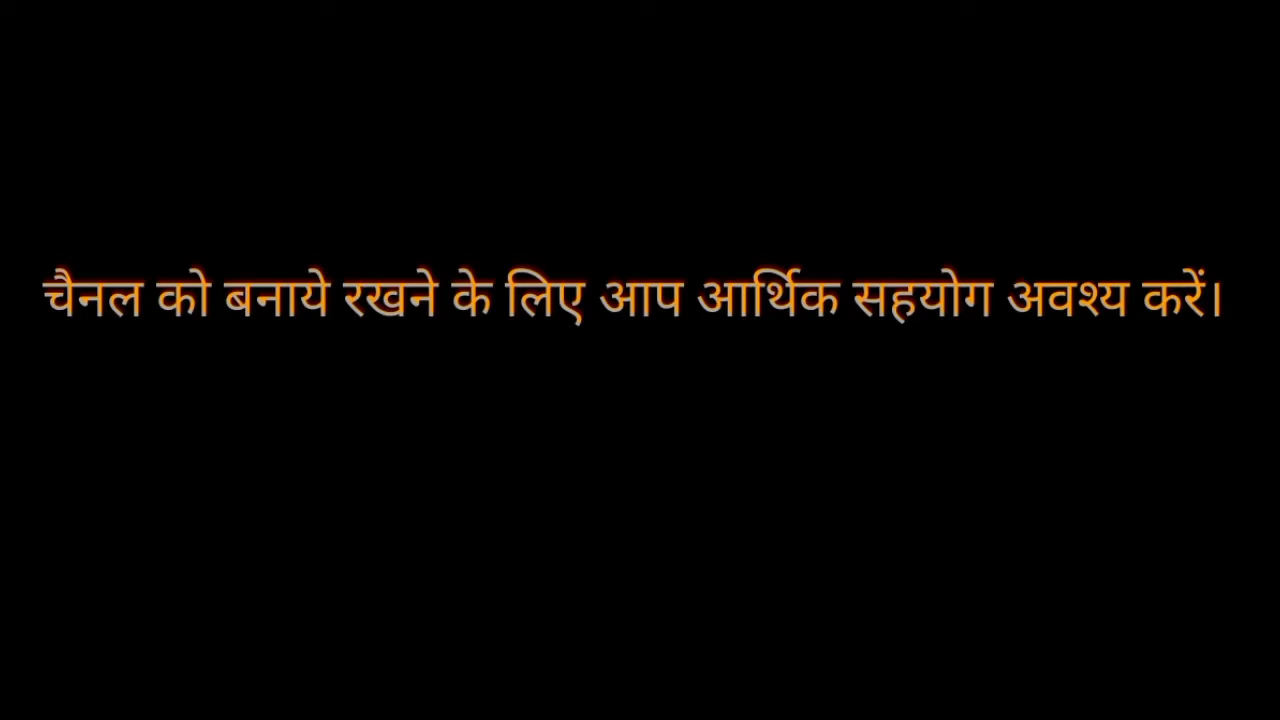 चैनल को बनाये रखने के लिए आप आर्थिक सहयोग अवश्य करें।